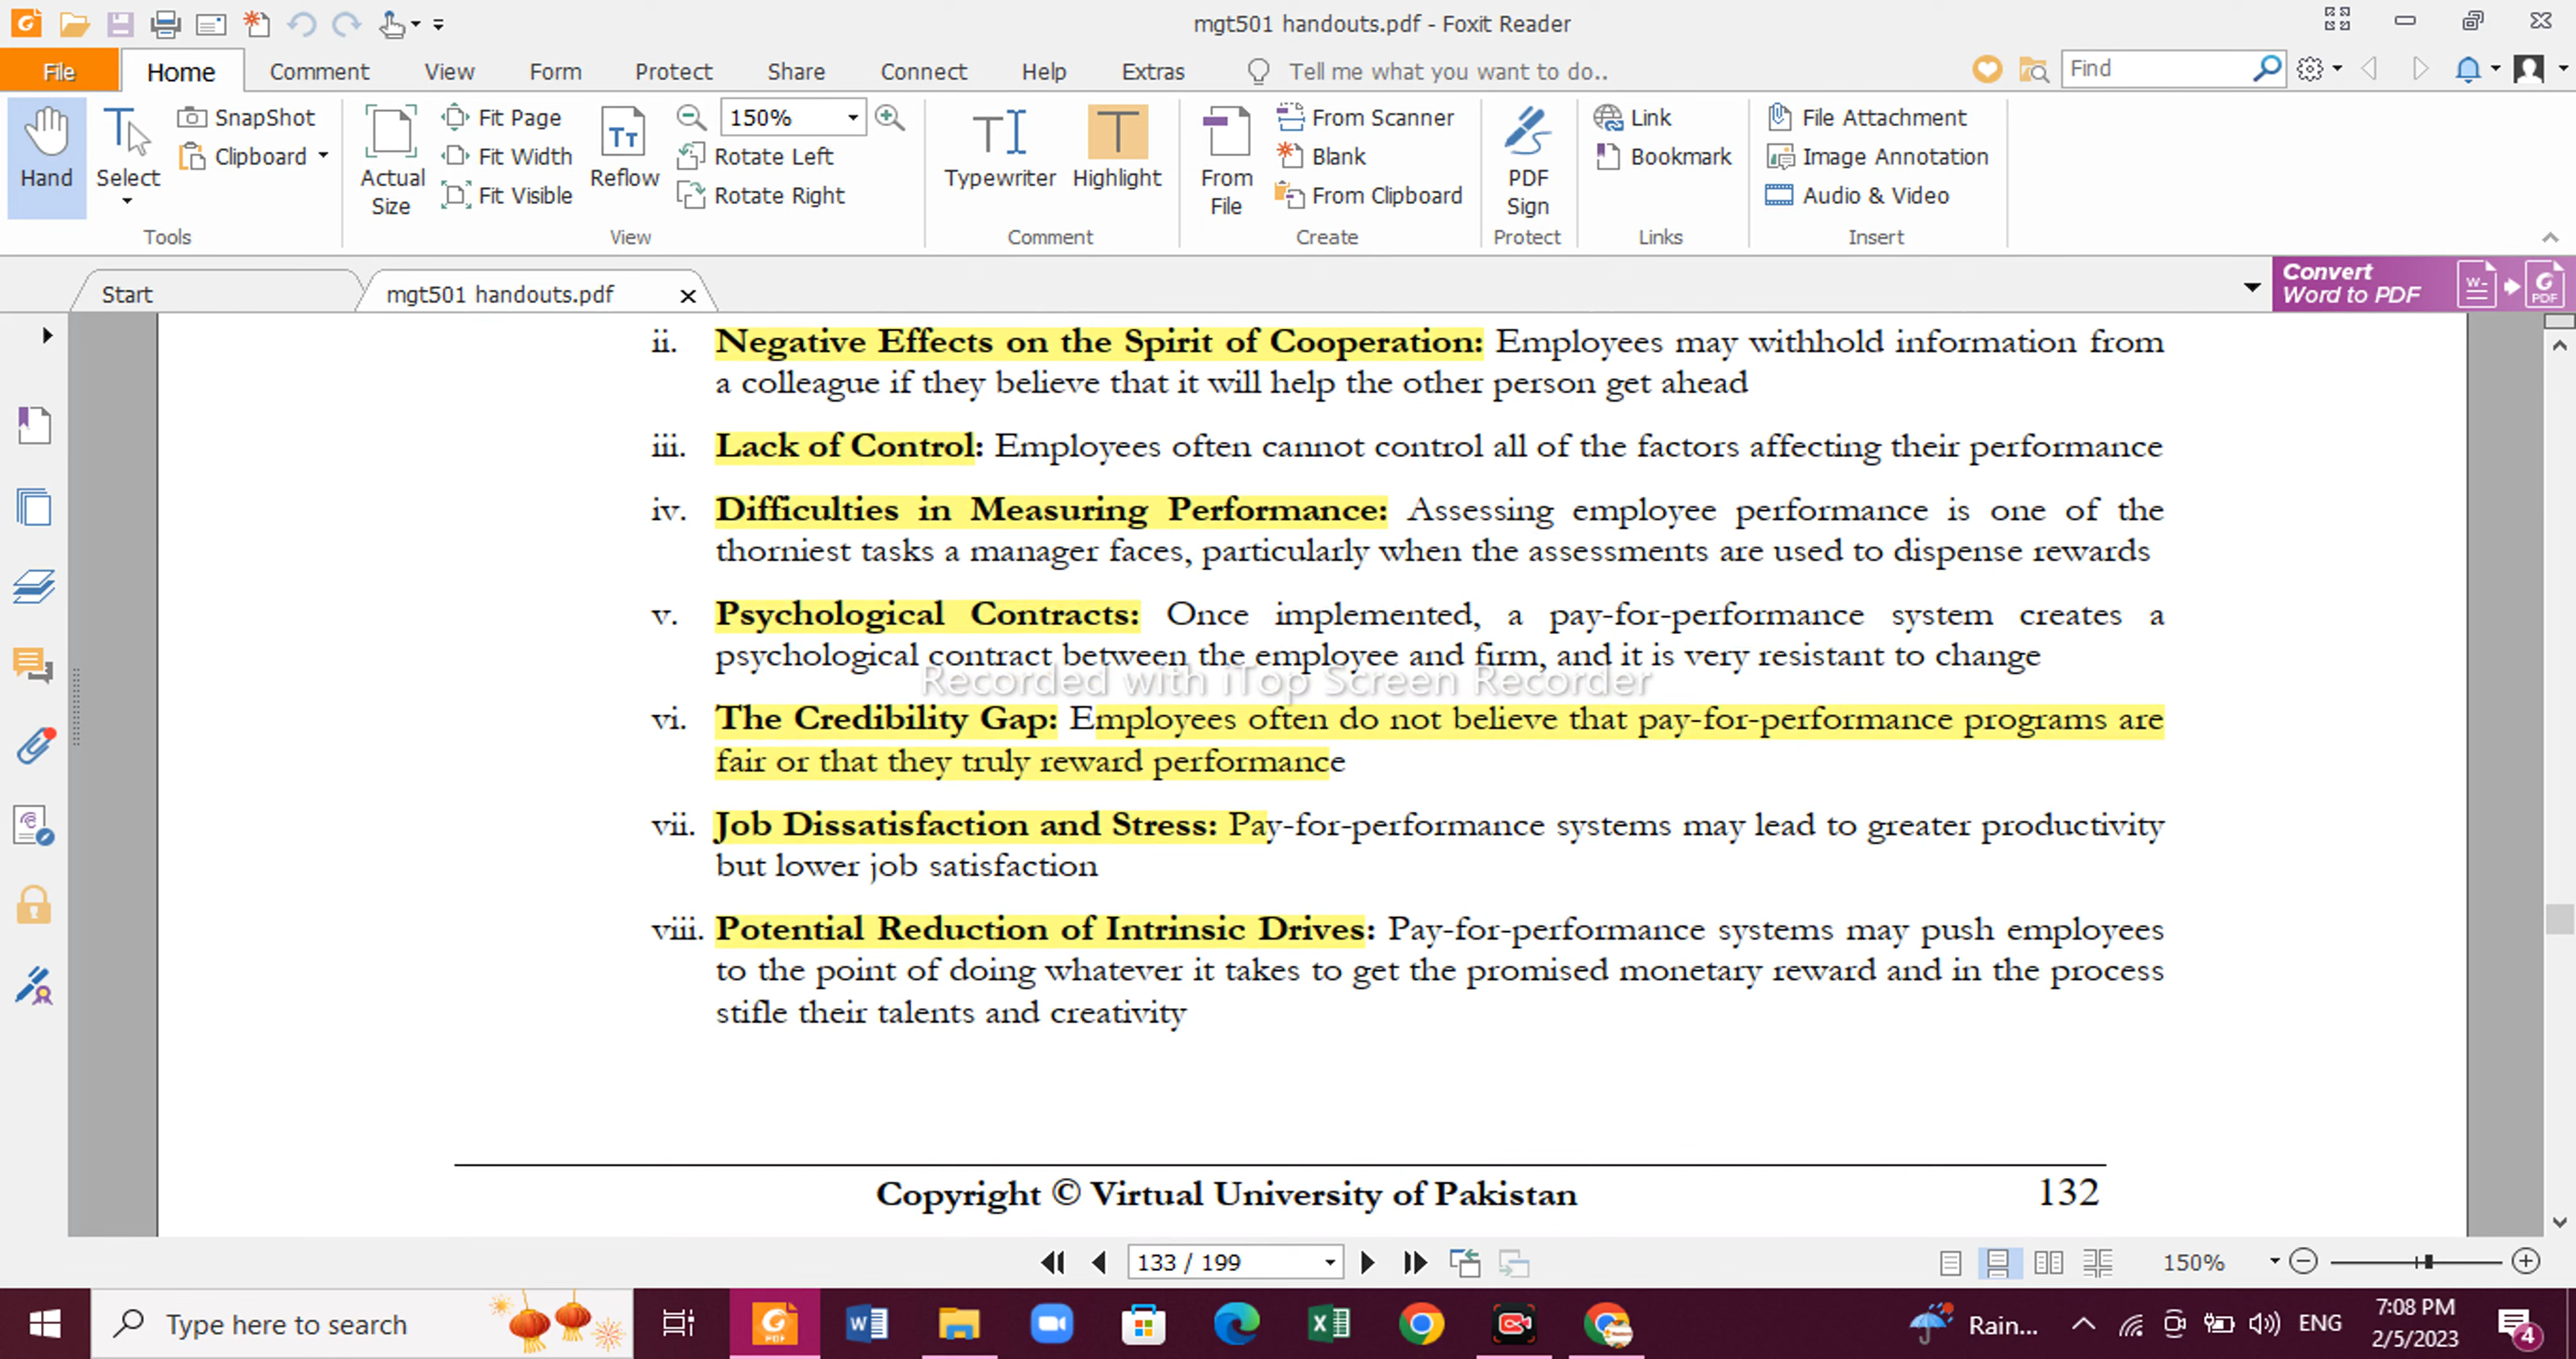 mgt501 handouts.pdf - Foxit Reader
File Home Comment View Form Protect Share Connect Help Extras Tell me what you want to do.. Find
Hand
Select
SnapShot
Clipboard
Tools
Actual Size
Fit Page
Fit Width
Fit Visible
Reflow
150%
Rotate Left
Rotate Right
View
Typewriter
Highlight
Comment
From File
From Scanner
Blank
From Clipboard
Create
PDF Sign
Protect
Link
Bookmark
Links
File Attachment
Image Annotation
Audio & Video
Insert
Start
mgt501 handouts.pdf
Convert
Word to PDF
ii. Negative Effects on the Spirit of Cooperation: Employees may withhold information from
a colleague if they believe that it will help the other person get ahead
iii. Lack of Control: Employees often cannot control all of the factors affecting their performance
iv. Difficulties in Measuring Performance: Assessing employee performance is one of the
thorniest tasks a manager faces, particularly when the assessments are used to dispense rewards
v. Psychological Contracts: Once implemented, a pay-for-performance system creates a
psychological contract between the employee and firm, and it is very resistant to change
Recorded with iTop Screen Recorder
vi. The Credibility Gap: Employees often do not believe that pay-for-performance programs are
fair or that they truly reward performance
vii. Job Dissatisfaction and Stress: Pay-for-performance systems may lead to greater productivity
but lower job satisfaction
viii. Potential Reduction of Intrinsic Drives: Pay-for-performance systems may push employees
to the point of doing whatever it takes to get the promised monetary reward and in the process
stifle their talents and creativity
Copyright © Virtual University of Pakistan 132
133 / 199
150%
Type here to search
Rain...
ENG
7:08 PM
2/5/2023
4